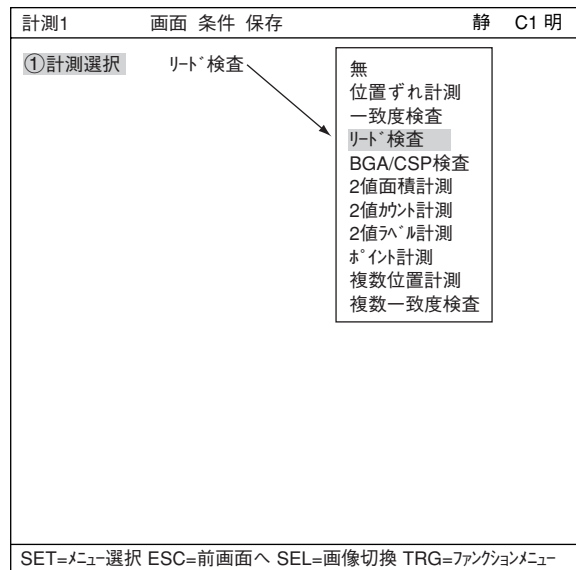 計測1 画面 条件 保存 静 C1 明
①計測選択 ﾘｰﾄﾞ検査
無
位置ずれ計測
一致度検査
ﾘｰﾄﾞ検査
BGA/CSP検査
2値面積計測
2値ｶｳﾝﾄ計測
2値ﾗﾍﾞﾙ計測
ﾎﾟｲﾝﾄ計測
複数位置計測
複数一致度検査
SET=ﾒﾆｭｰ選択 ESC=前画面へ SEL=画像切換 TRG=ﾌｧﾝｸｼｮﾝﾒﾆｭｰ